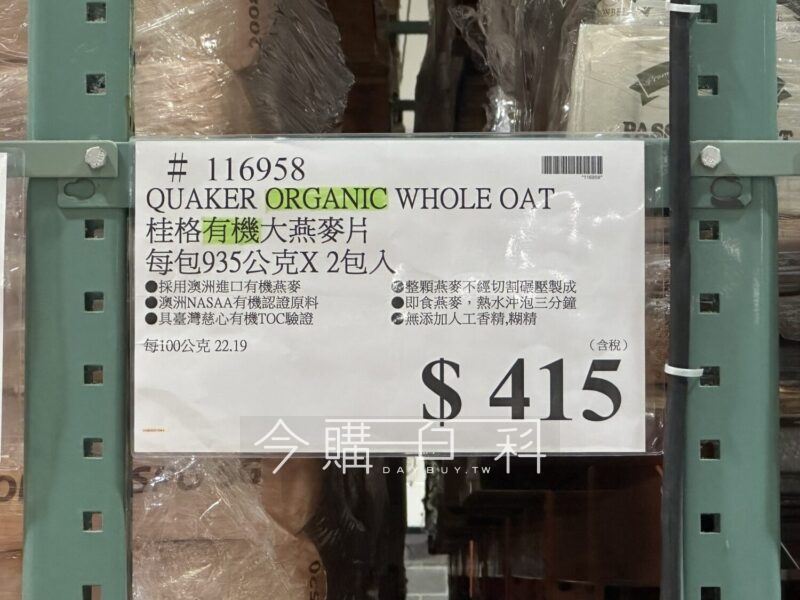 # 116958
"116958"
QUAKER ORGANIC WHOLE OAT
桂格有機大燕麥片
每包935公克X 2包入
●採用澳洲進口有機燕麥
●澳洲NASAA有機認證原料
●具臺灣慈心有機TOC驗證
●整顆燕麥不經切割碾壓製成
●即食燕麥，熱水沖泡三分鐘
●無添加人工香精,糊精
每100公克 22.19
（含稅）
$ 415
今購百科
DAYBUY.TW